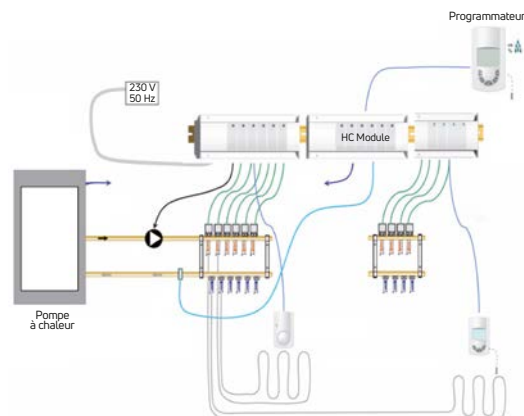 Programmateur
230 V
50 Hz
HC Module
Pompe
à chaleur